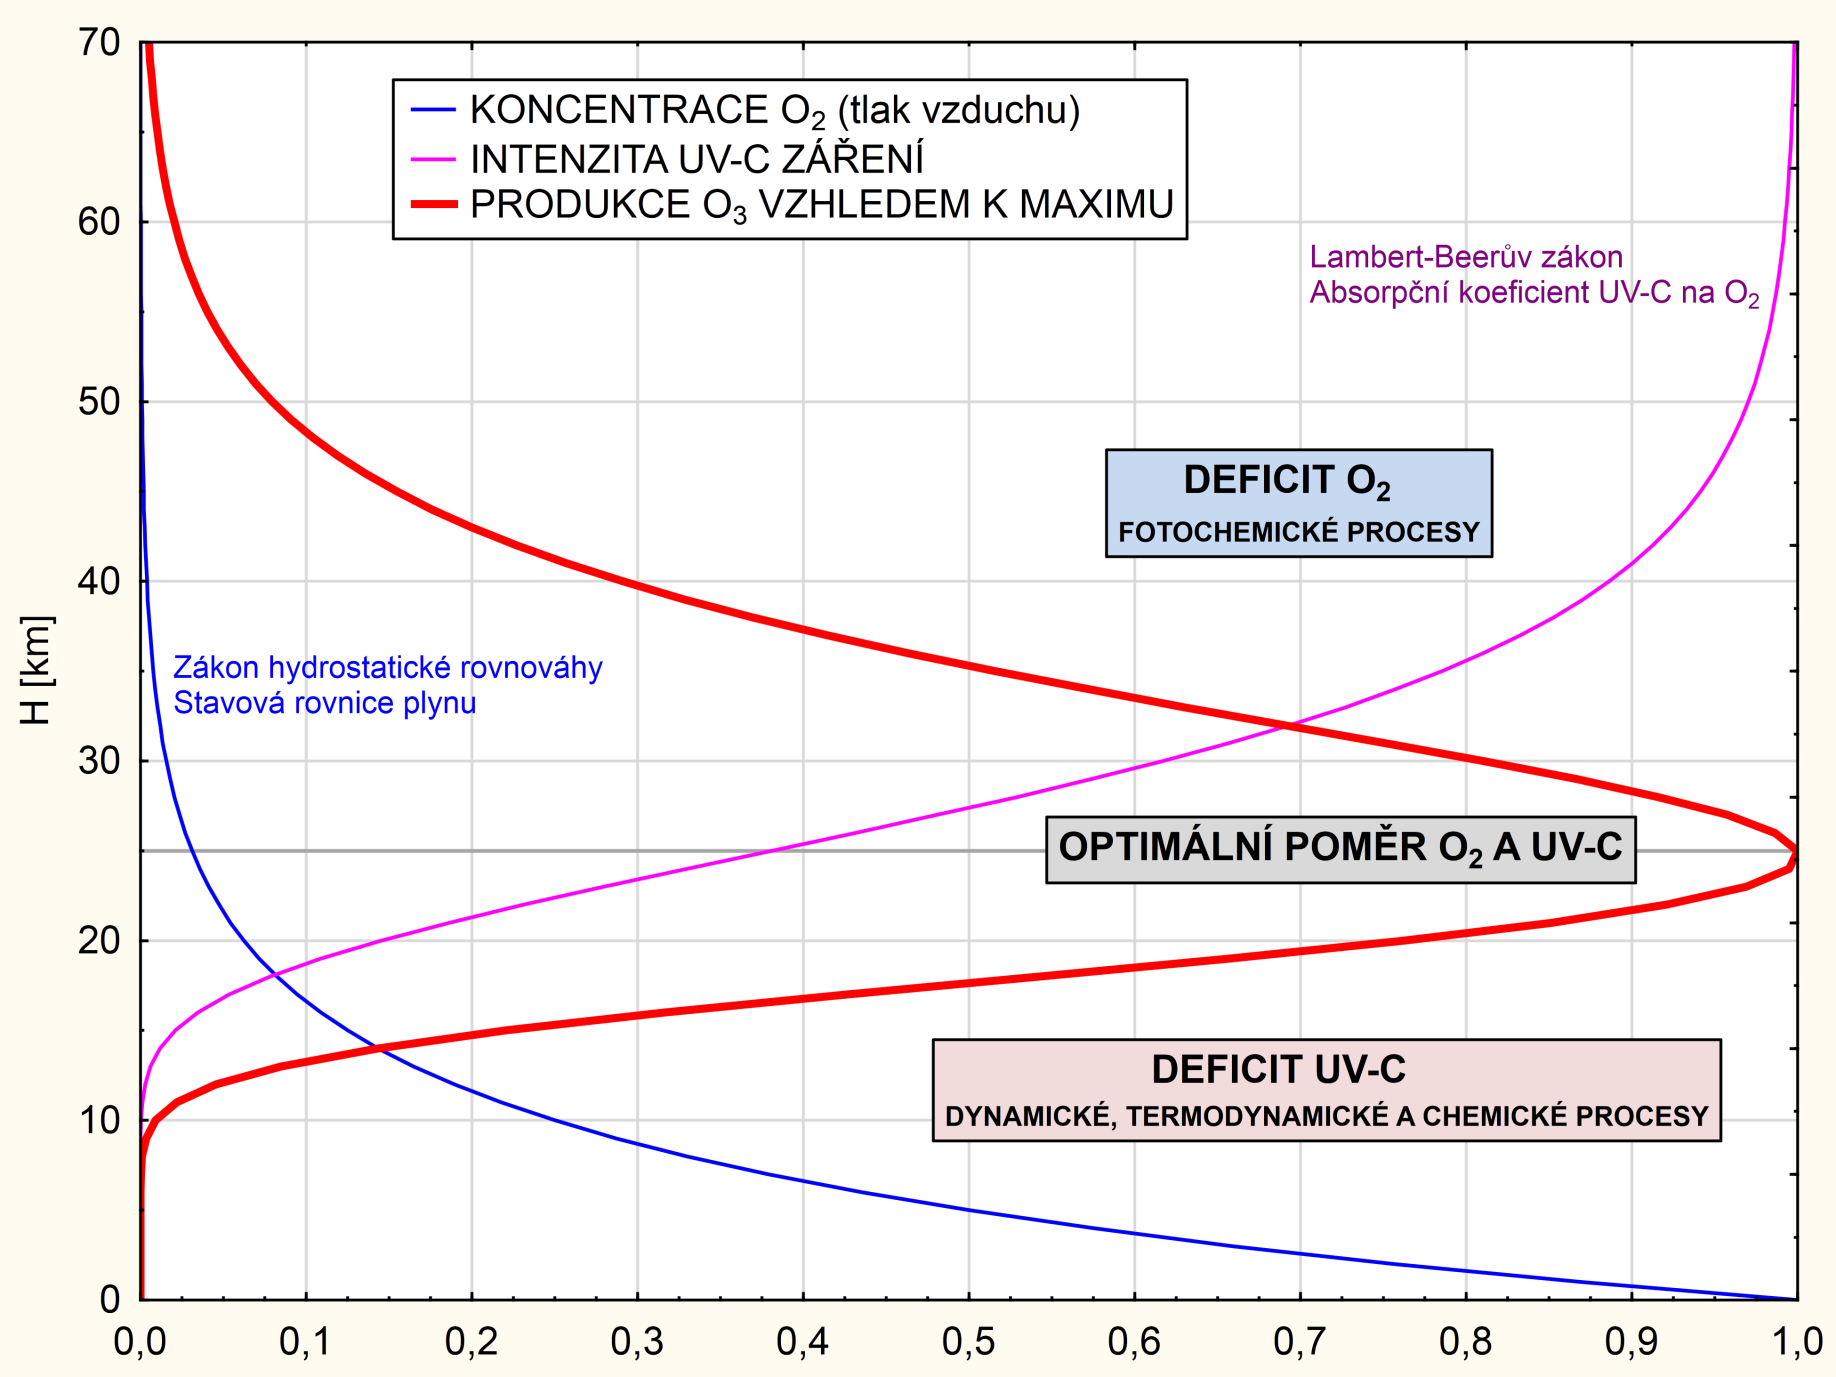 70
60
50
40
30
20
10
0
H [km]
KONCENTRACE O₂ (tlak vzduchu)
INTENZITA UV-C ZÁŘENÍ
PRODUKCE O₃ VZHLEDEM K MAXIMU
Lambert-Beerův zákon
Absorpční koeficient UV-C na O₂
DEFICIT O₂
FOTOCHEMICKÉ PROCESY
Zákon hydrostatické rovnováhy
Stavová rovnice plynu
OPTIMÁLNÍ POMĚR O₂ A UV-C
DEFICIT UV-C
DYNAMICKÉ, TERMODYNAMICKÉ A CHEMICKÉ PROCESY
0,0 0,1 0,2 0,3 0,4 0,5 0,6 0,7 0,8 0,9 1,0